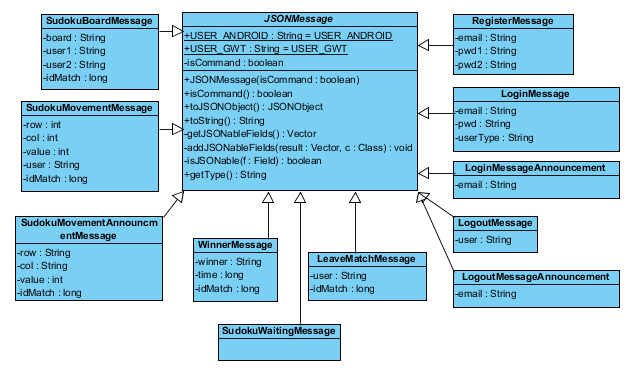 SudokuBoardMessage
-board : String
-user1 : String
-user2 : String
-idMatch : long
JSONMessage
+USER_ANDROID : String = USER_ANDROID
+USER_GWT : String = USER_GWT
-isCommand : boolean
+JSONMessage(isCommand : boolean)
+isCommand() : boolean
+toJSONObject() : JSONObject
+toString() : String
-getJSONableFields() : Vector
-addJSONableFields(result : Vector, c : Class) : void
-isJSONable(f : Field) : boolean
+getType() : String
RegisterMessage
-email : String
-pwd1 : String
-pwd2 : String
SudokuMovementMessage
-row : int
-col : int
-value : int
-user : String
-idMatch : long
LoginMessage
-email : String
-pwd : String
-userType : String
LoginMessageAnnouncement
-email : String
SudokuMovementAnnouncm
entMessage
-row : String
-col : String
-value : int
-idMatch : long
WinnerMessage
-winner : String
-time : long
-idMatch : long
LeaveMatchMessage
-user : String
-idMatch : long
LogoutMessage
-user : String
LogoutMessageAnnouncement
-email : String
SudokuWaitingMessage